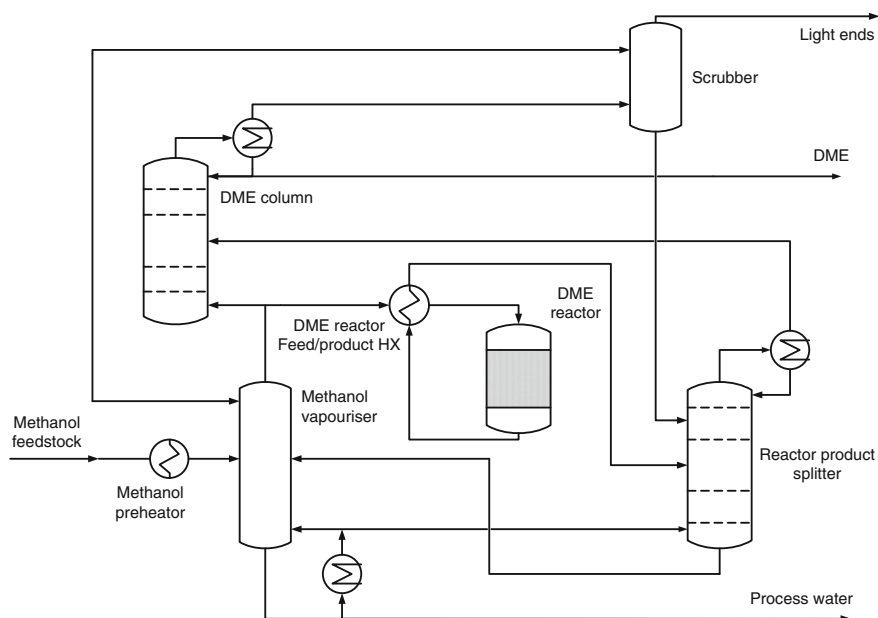 Light ends
Scrubber
DME
DME column
DME reactor
Feed/product HX
DME
reactor
Methanol
vapouriser
Methanol
feedstock
Methanol
preheator
Reactor product
splitter
Process water